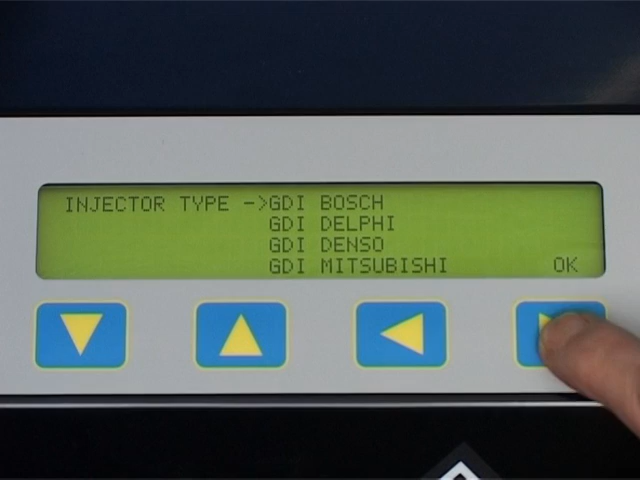 INJECTOR TYPE ->GDI BOSCH
GDI DELPHI
GDI DENSO
GDI MITSUBISHI OK